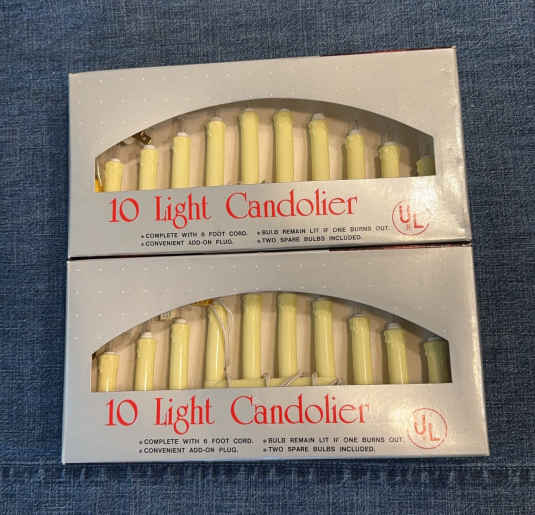 10 Light Candolier
COMPLETE WITH 6 FOOT CORD. BULB REMAIN LIT IF ONE BURNS OUT.
CONVENIENT ADD-ON PLUG. TWO SPARE BULBS INCLUDED.
UL
10 Light Candolier
COMPLETE WITH 6 FOOT CORD. BULB REMAIN LIT IF ONE BURNS OUT.
CONVENIENT ADD-ON PLUG. TWO SPARE BULBS INCLUDED.
UL